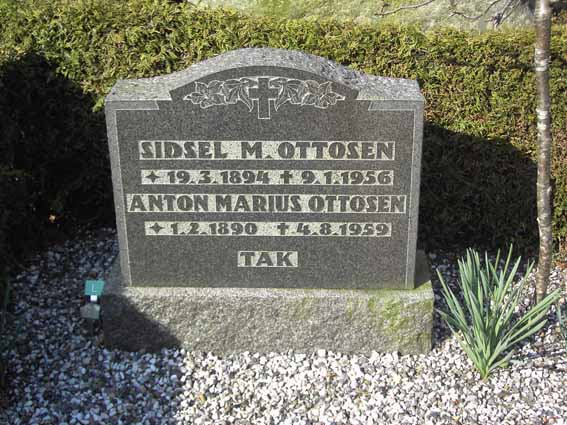 SIDSEL M. OTTOSEN
✦ 19.3.1894 ✝ 9.1.1956
ANTON MARIUS OTTOSEN
✦ 1.2.1890 ✝ 4.8.1959
TAK
L